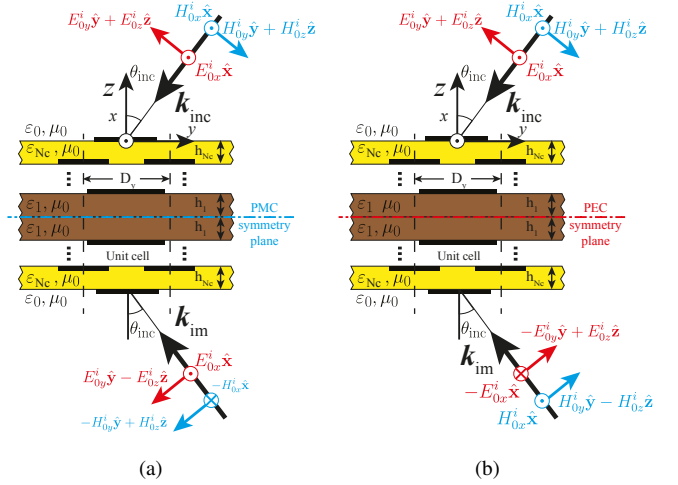 H^i_{0x}x̂
E^i_{0y}ŷ + E^i_{0z}ẑ
H^i_{0y}ŷ + H^i_{0z}ẑ
E^i_{0x}x̂
θ_inc
z
k_inc
x
y
ε_0, μ_0
ε_Nc, μ_0
h_Nc
D_y
ε_1, μ_0
h_1
PMC
symmetry
plane
ε_1, μ_0
h_1
Unit cell
ε_Nc, μ_0
h_Nc
ε_0, μ_0
θ_inc
k_im
E^i_{0x}x̂
E^i_{0y}ŷ − E^i_{0z}ẑ
−H^i_{0x}x̂
−H^i_{0y}ŷ + H^i_{0z}ẑ
(a)
H^i_{0x}x̂
E^i_{0y}ŷ + E^i_{0z}ẑ
H^i_{0y}ŷ + H^i_{0z}ẑ
E^i_{0x}x̂
θ_inc
z
k_inc
x
y
ε_0, μ_0
ε_Nc, μ_0
h_Nc
D_y
ε_1 μ_0
h_1
PEC
symmetry
plane
ε_1, μ_0
h_1
Unit cell
ε_Nc, μ_0
h_Nc
ε_0, μ_0
θ_inc
−E^i_{0y}ŷ + E^i_{0z}ẑ
k_im
−E^i_{0x}x̂
H^i_{0x}x̂
H^i_{0y}ŷ − H^i_{0z}ẑ
(b)